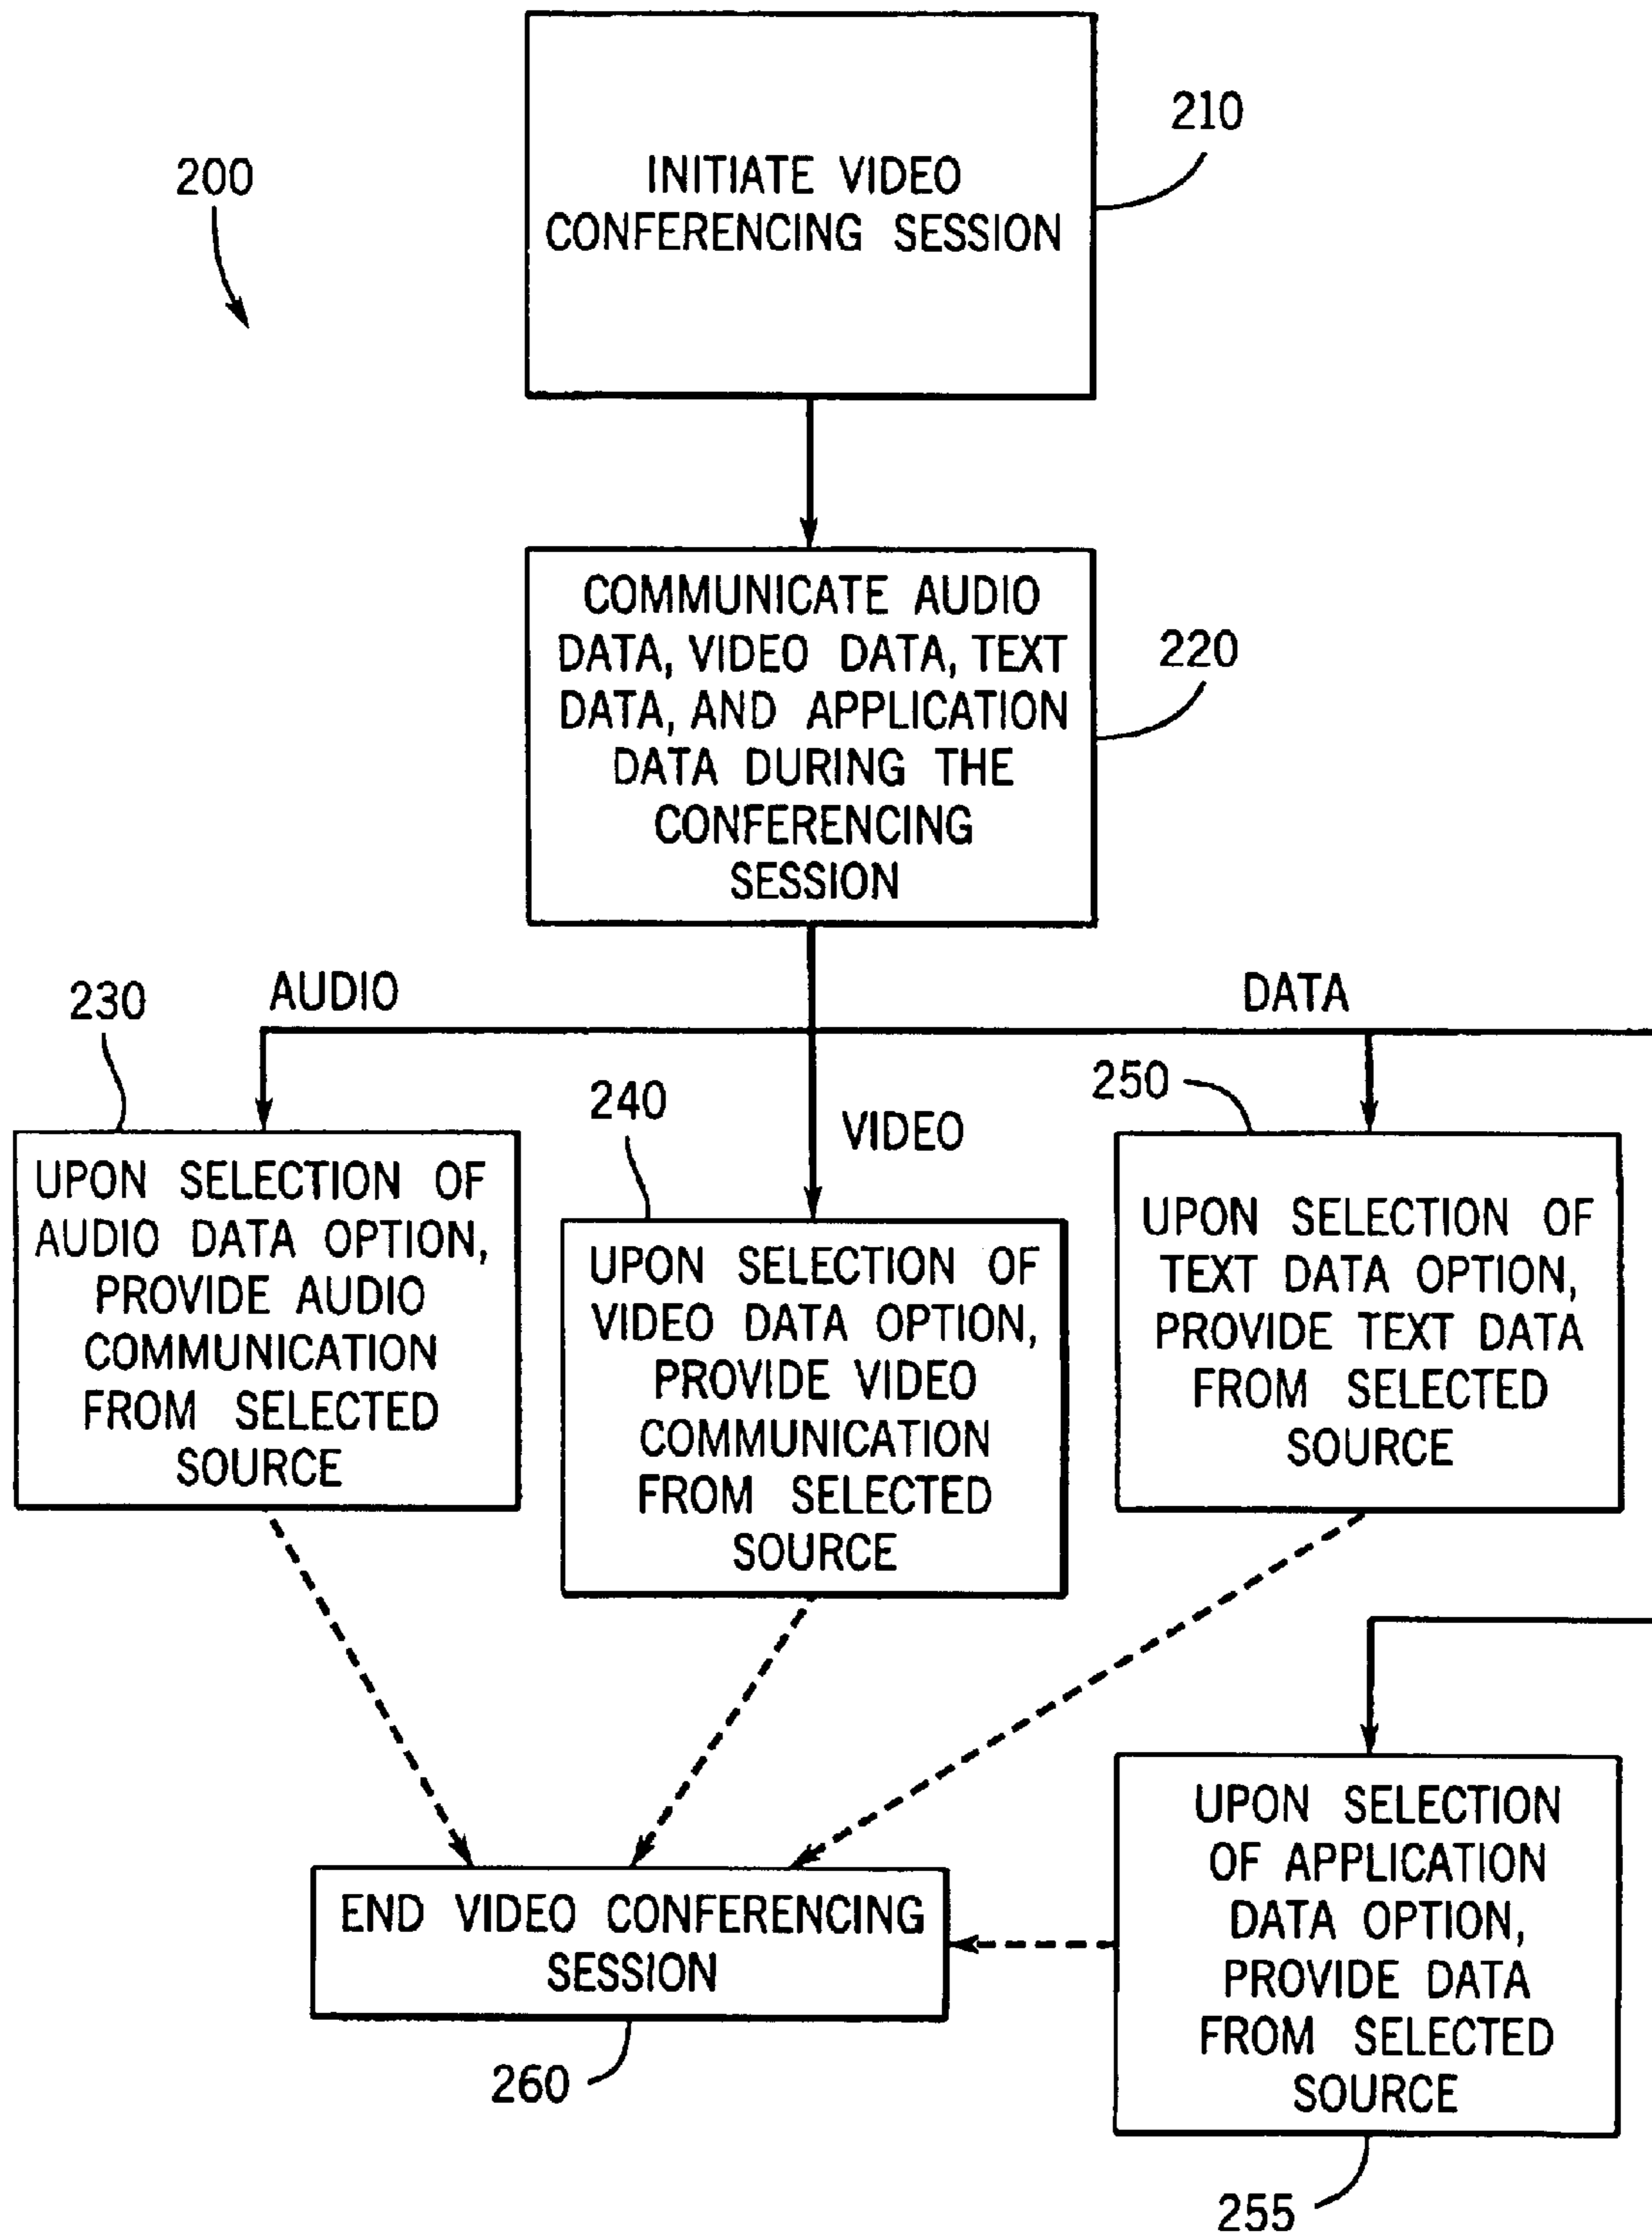 200
INITIATE VIDEO
CONFERENCING SESSION
210
COMMUNICATE AUDIO
DATA, VIDEO DATA, TEXT
DATA, AND APPLICATION
DATA DURING THE
CONFERENCING
SESSION
220
AUDIO
VIDEO
DATA
230
UPON SELECTION OF
AUDIO DATA OPTION,
PROVIDE AUDIO
COMMUNICATION
FROM SELECTED
SOURCE
240
UPON SELECTION OF
VIDEO DATA OPTION,
PROVIDE VIDEO
COMMUNICATION
FROM SELECTED
SOURCE
250
UPON SELECTION OF
TEXT DATA OPTION,
PROVIDE TEXT DATA
FROM SELECTED
SOURCE
UPON SELECTION
OF APPLICATION
DATA OPTION,
PROVIDE DATA
FROM SELECTED
SOURCE
255
END VIDEO CONFERENCING
SESSION
260